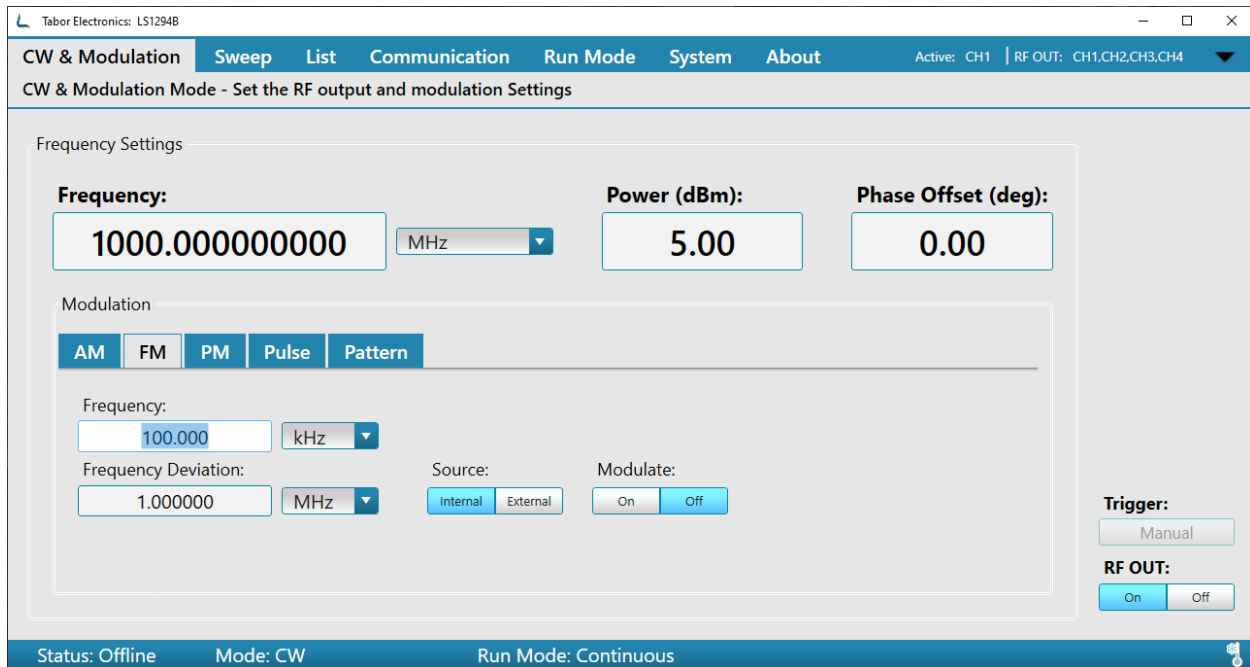 Tabor Electronics: LS1294B
CW & Modulation Sweep List Communication Run Mode System About Active: CH1 RF OUT: CH1,CH2,CH3,CH4
CW & Modulation Mode - Set the RF output and modulation Settings
Frequency Settings
Frequency: Power (dBm): Phase Offset (deg):
1000.000000000 MHz 5.00 0.00
Modulation
AM FM PM Pulse Pattern
Frequency:
100.000 kHz
Frequency Deviation: Source: Modulate:
1.000000 MHz Internal External On Off
Trigger:
Manual
RF OUT:
On Off
Status: Offline Mode: CW Run Mode: Continuous